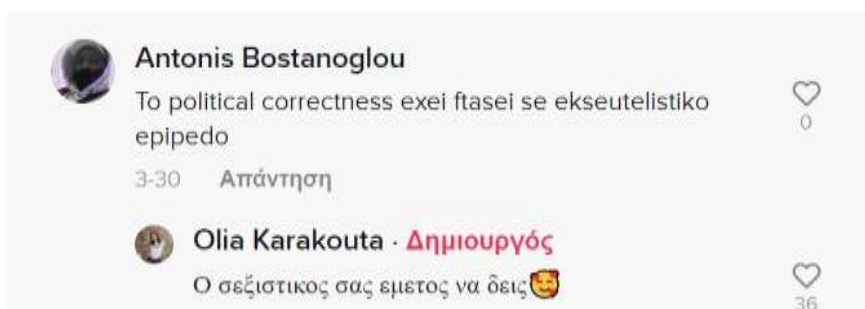 Antonis Bostanoglou
To political correctness exei ftasei se ekseutelistiko
epipedo
0
3-30 Απάντηση
Olia Karakouta · Δημιουργός
Ο σεξιστικος σας εμετος να δεις🥰
36